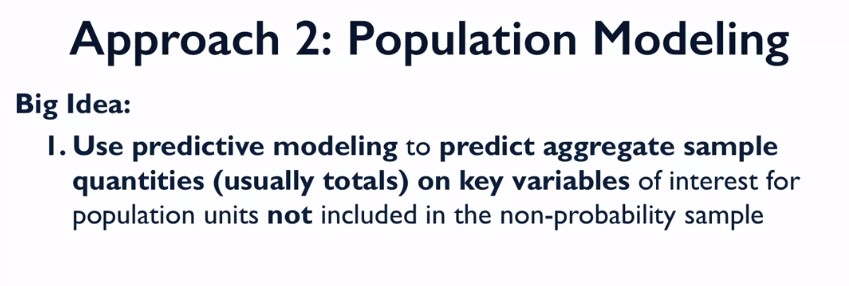 Approach 2: Population Modeling
Big Idea:
1. Use predictive modeling to predict aggregate sample
quantities (usually totals) on key variables of interest for
population units not included in the non-probability sample